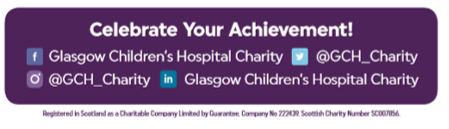 Celebrate Your Achievement!
Glasgow Children's Hospital Charity @GCH_Charity
@GCH_Charity Glasgow Children's Hospital Charity
Registered in Scotland as a Charitable Company Limited by Guarantee. Company No 222439. Scottish Charity Number SC007856.